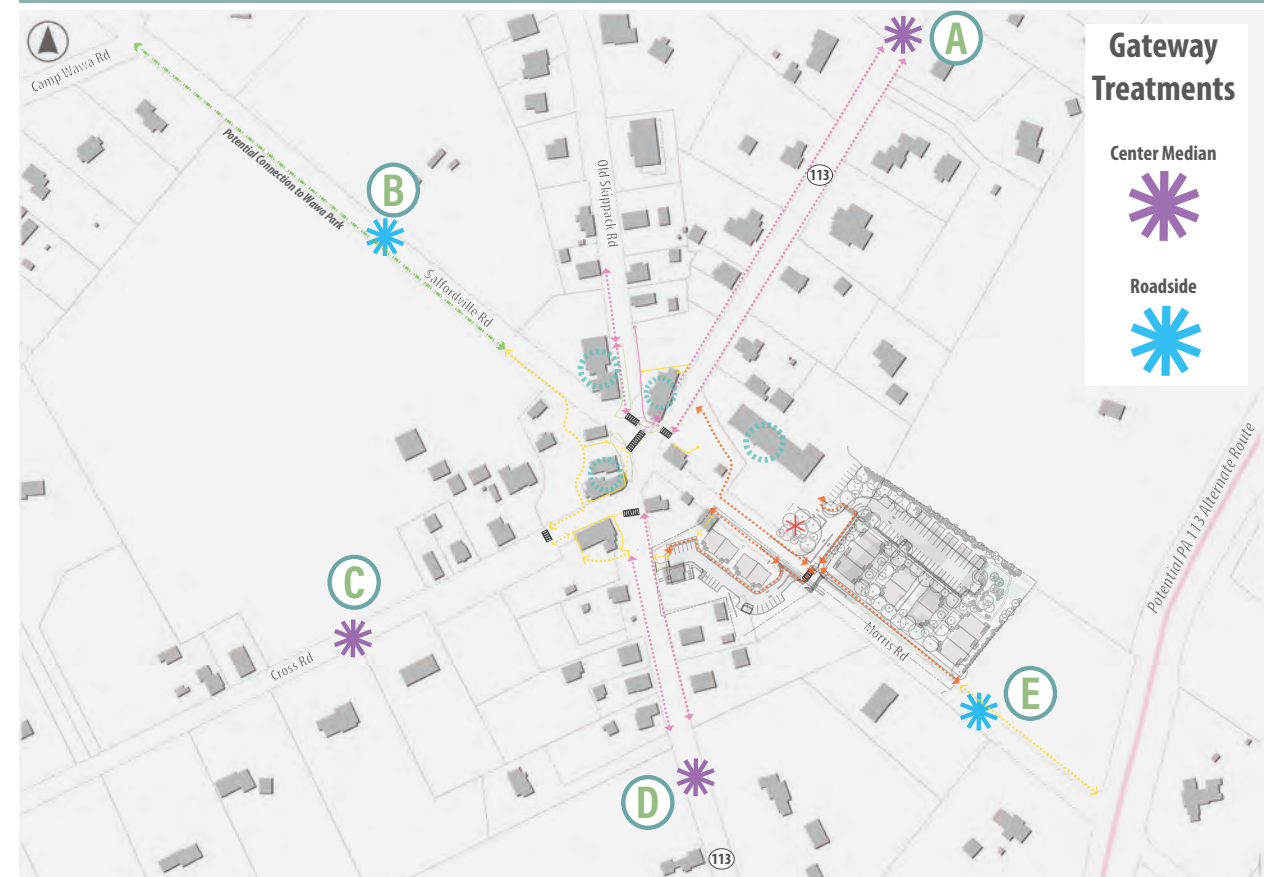 A
Gateway
Treatments
Center Median
Roadside
Camp Wawa Rd
Potential Connection to Wawa Park
B
Salfordville Rd
Old Skippack Rd
113
C
Cross Rd
Morris Rd
E
D
113
Potential PA 113 Alternate Route